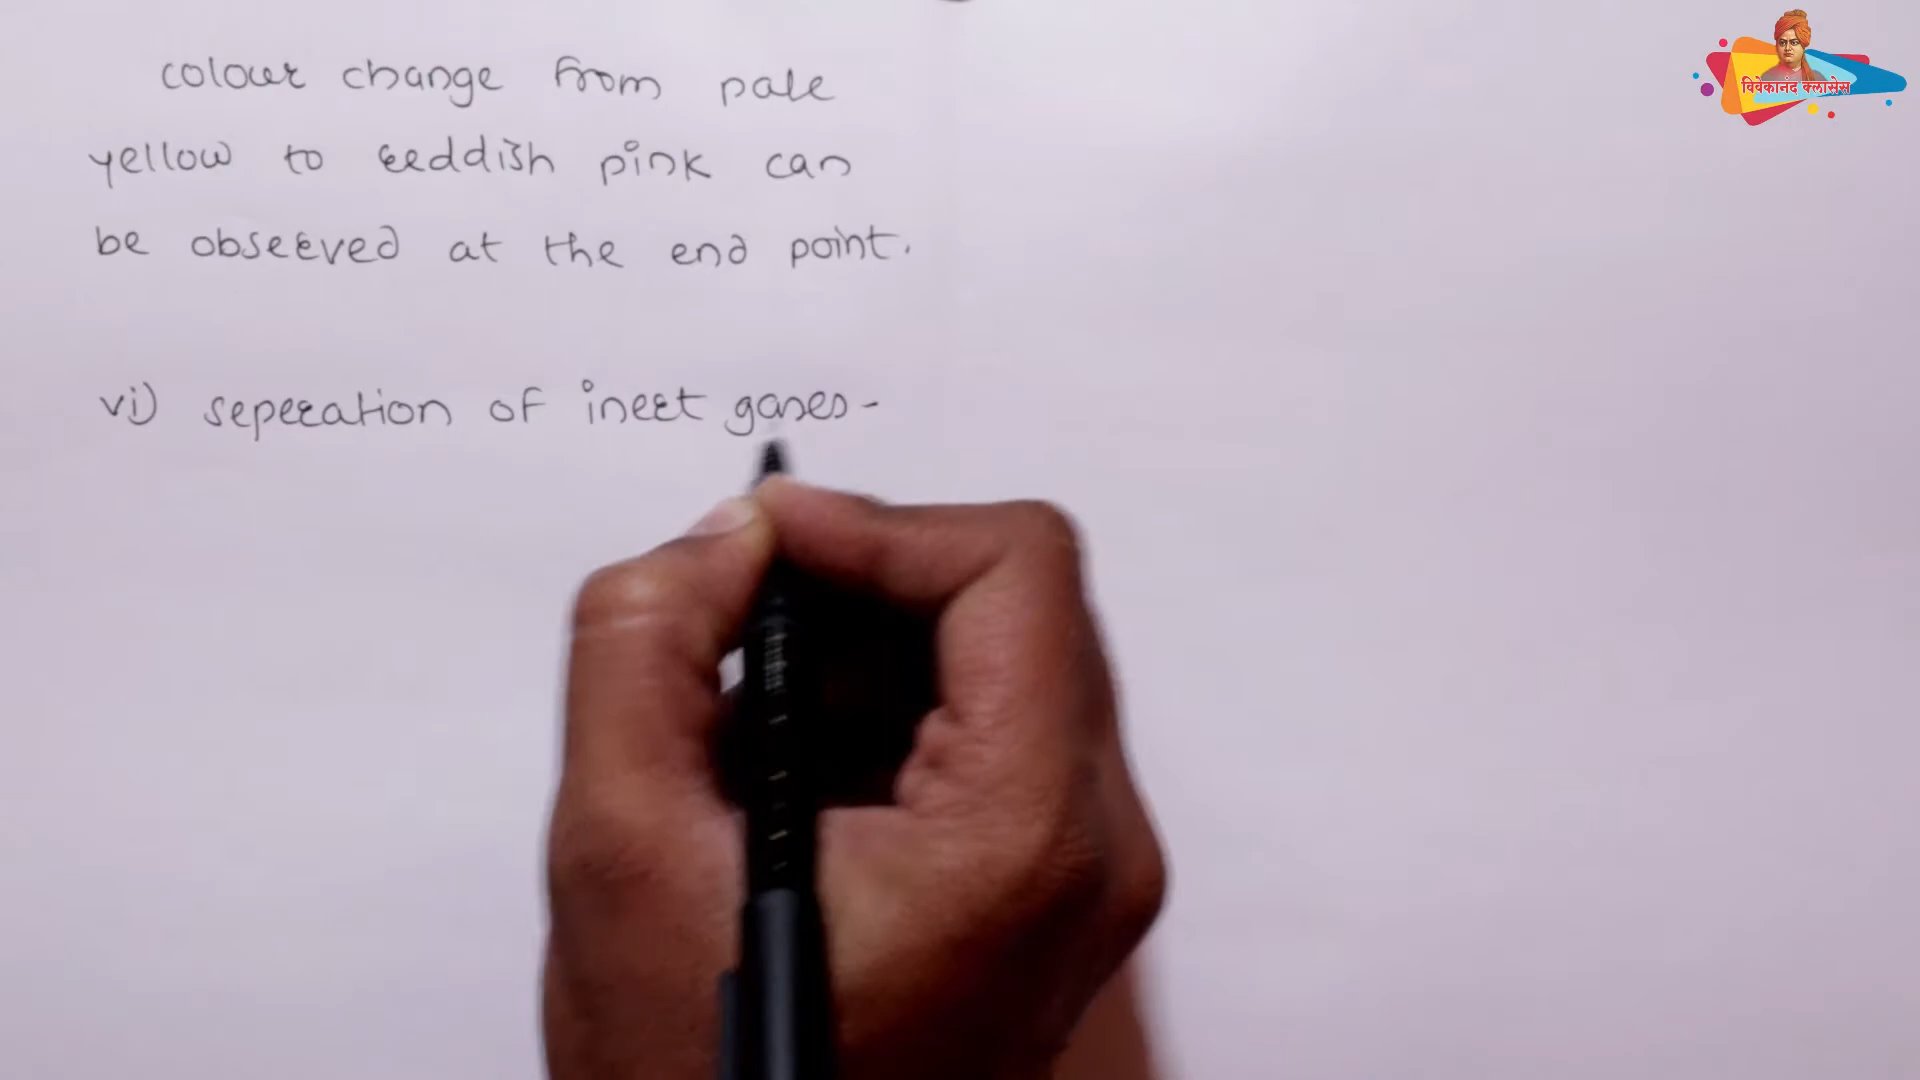 colour change from pale
yellow to reddish pink can
be observed at the end point.
vi) seperation of inert gases -
विवेकानंद क्लासेस